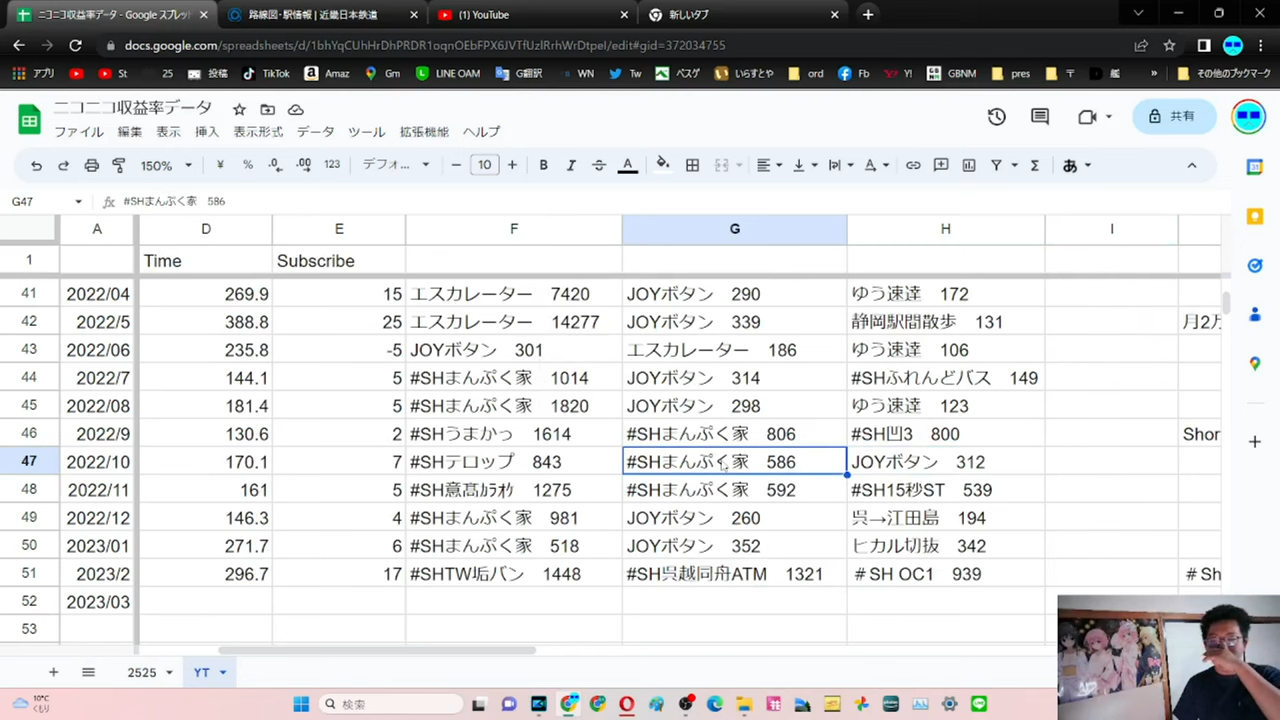 ニコニコ収益率データ - Google スプレッ
路線図・駅情報 | 近畿日本鉄道
(1) YouTube
新しいタブ
docs.google.com/spreadsheets/d/1bhYqCUhHrDhPRDR1oqnOEbFPX6JVTfUzIRrhWrDtpeI/edit#gid=372034755
アプリ St 25 投稿 TikTok Amaz Gm LINE OAM G翻訳 WN Tw ペスゲ いらすとや ord Fb Y! GBNM pres 〒 艦 » その他のブックマーク
ニコニコ収益率データ
ファイル 編集 表示 挿入 表示形式 データ ツール 拡張機能 ヘルプ
共有
150% ¥ % .0 .00 123 デフォ... 10 B I A あ
G47 fx #SHまんぷく家 586
A D E F G H I
1 Time Subscribe
41 2022/04 269.9 15 エスカレーター 7420 JOYボタン 290 ゆう速達 172
42 2022/5 388.8 25 エスカレーター 14277 JOYボタン 339 静岡駅間散歩 131 月2万
43 2022/06 235.8 -5 JOYボタン 301 エスカレーター 186 ゆう速達 106
44 2022/7 144.1 5 #SHまんぷく家 1014 JOYボタン 314 #SHふれんどバス 149
45 2022/08 181.4 5 #SHまんぷく家 1820 JOYボタン 298 ゆう速達 123
46 2022/9 130.6 2 #SHうまかっ 1614 #SHまんぷく家 806 #SH凹3 800 Short
47 2022/10 170.1 7 #SHテロップ 843 #SHまんぷく家 586 JOYボタン 312
48 2022/11 161 5 #SH意髙ｶﾗｵｹ 1275 #SHまんぷく家 592 #SH15秒ST 539
49 2022/12 146.3 4 #SHまんぷく家 981 JOYボタン 260 呉→江田島 194
50 2023/01 271.7 6 #SHまんぷく家 518 JOYボタン 352 ヒカル切抜 342
51 2023/2 296.7 17 #SHTW垢バン 1448 #SH呉越同舟ATM 1321 ＃SH OC1 939 ＃Sh
52 2023/03
53
2525 YT
10°C
くもり
検索